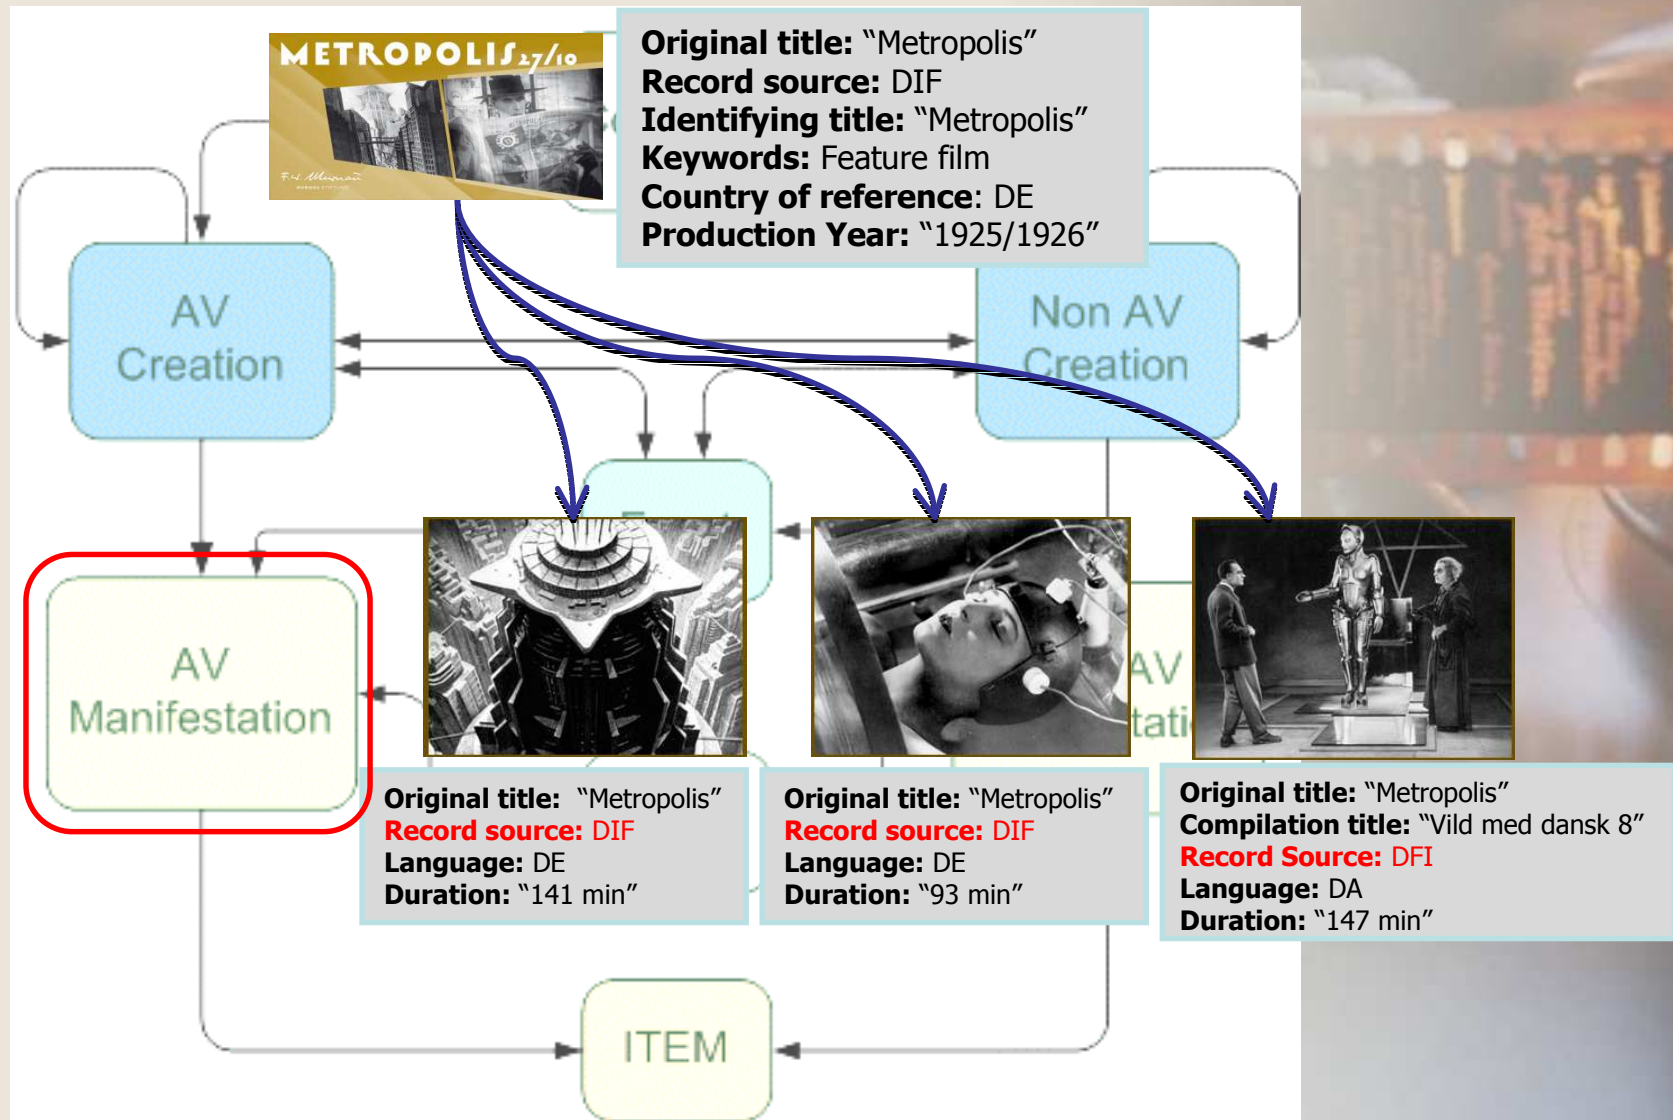 METROPOLIS 27/10
F.W. Murnau
Original title: “Metropolis”
Record source: DIF
Identifying title: “Metropolis”
Keywords: Feature film
Country of reference: DE
Production Year: “1925/1926”
AV
Creation
Non AV
Creation
AV
Manifestation
AV
Original title: “Metropolis”
Record source: DIF
Language: DE
Duration: “141 min”
Original title: “Metropolis”
Record source: DIF
Language: DE
Duration: “93 min”
Original title: “Metropolis”
Compilation title: “Vild med dansk 8”
Record Source: DFI
Language: DA
Duration: “147 min”
ITEM